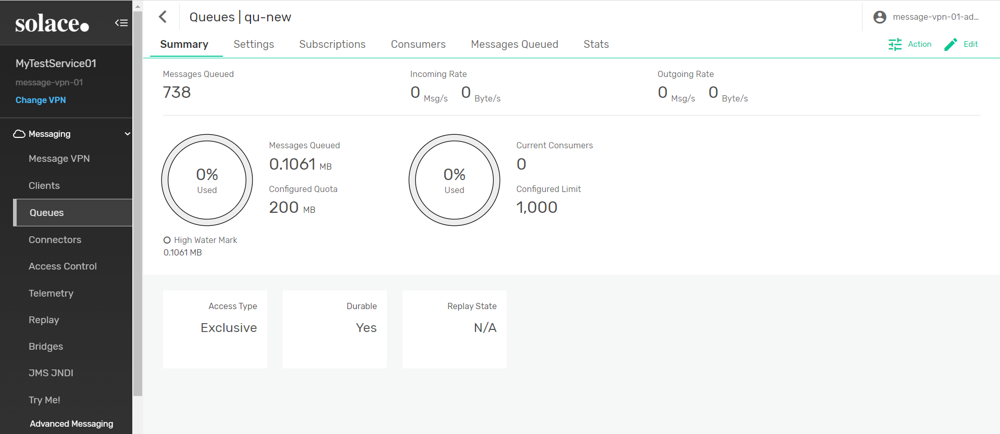 solace.
MyTestService01
message-vpn-01
Change VPN
Messaging
Message VPN
Clients
Queues
Connectors
Access Control
Telemetry
Replay
Bridges
JMS JNDI
Try Me!
Advanced Messaging
Queues | qu-new
message-vpn-01-ad...
Summary Settings Subscriptions Consumers Messages Queued Stats
Action Edit
Messages Queued
738
Incoming Rate
0 Msg/s 0 Byte/s
Outgoing Rate
0 Msg/s 0 Byte/s
0%
Used
Messages Queued
0.1061 MB
Configured Quota
200 MB
High Water Mark
0.1061 MB
0%
Used
Current Consumers
0
Configured Limit
1,000
Access Type
Exclusive
Durable
Yes
Replay State
N/A